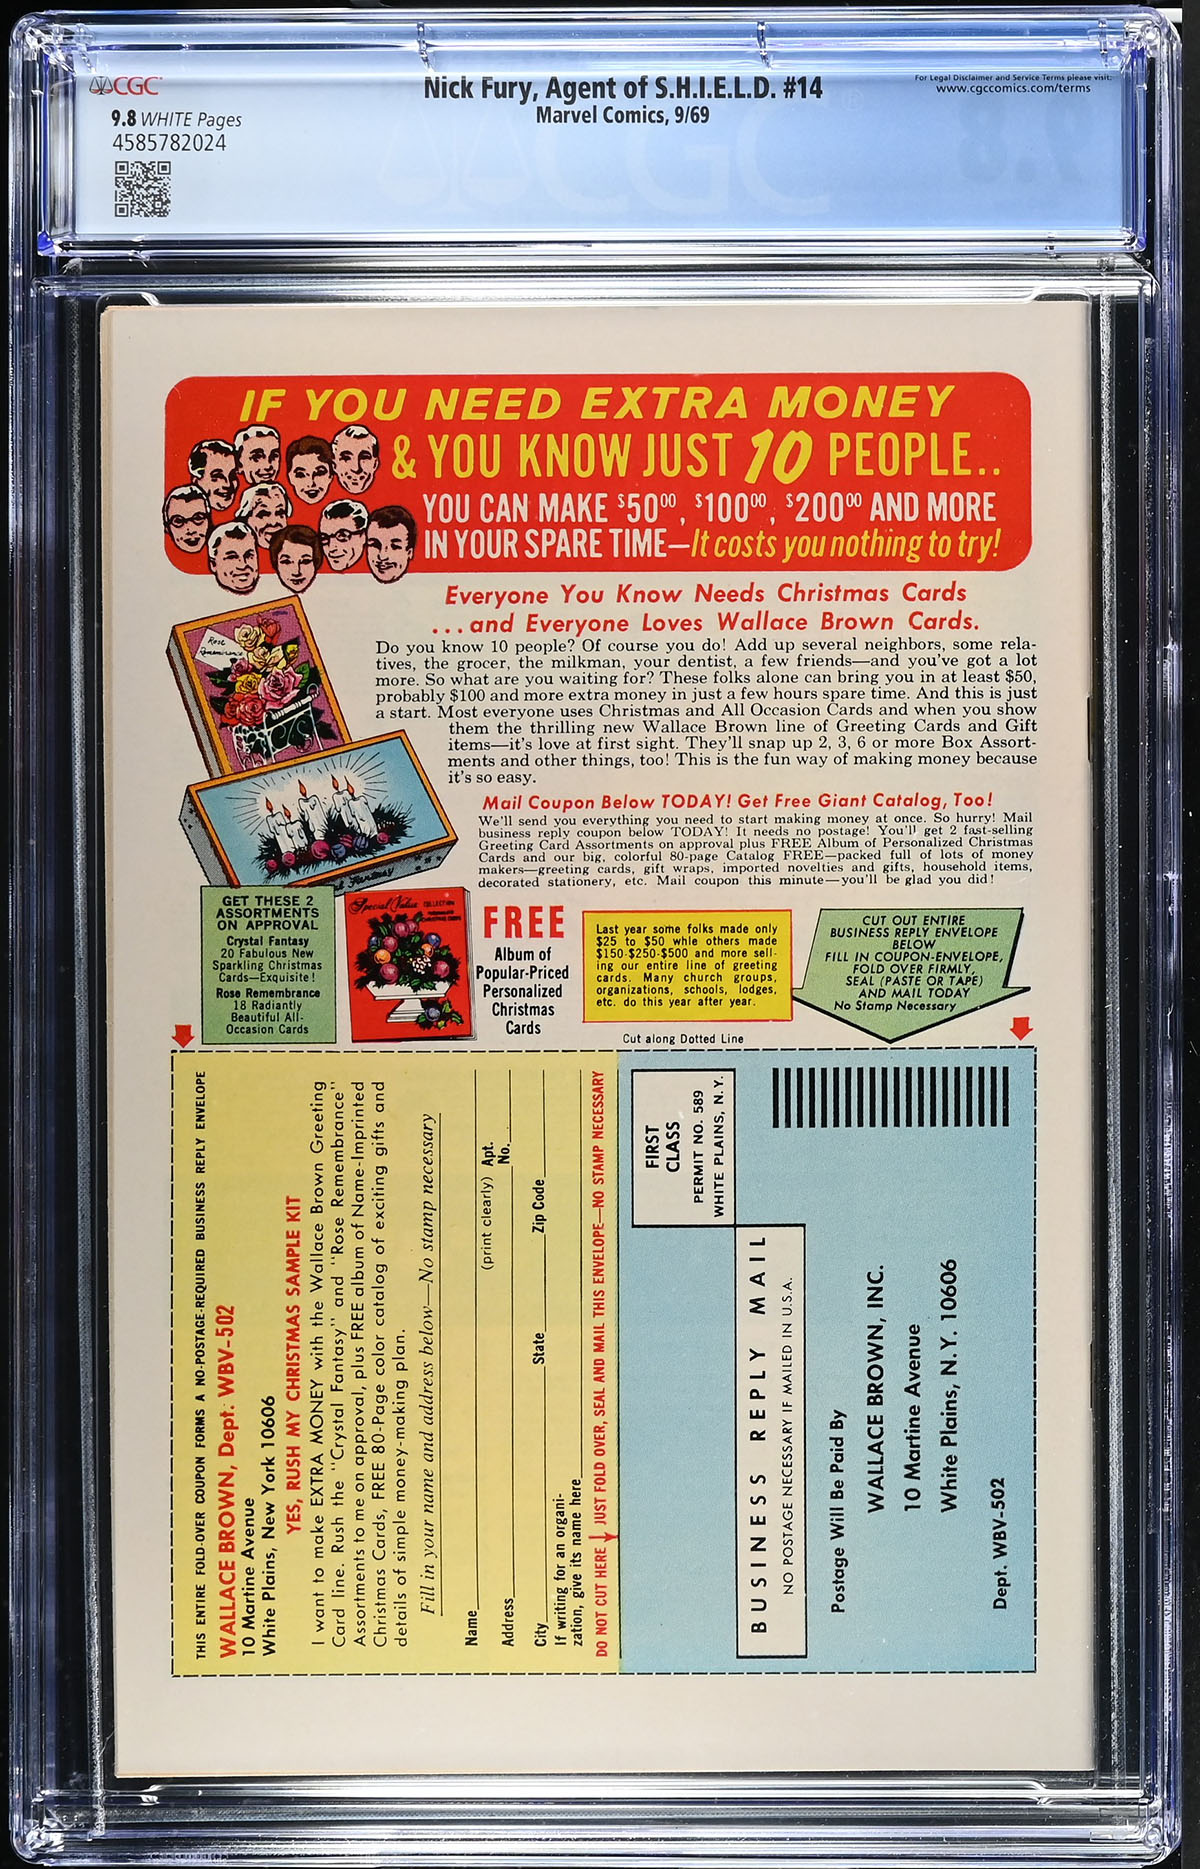 CGC
9.8 WHITE Pages
4585782024
Nick Fury, Agent of S.H.I.E.L.D. #14
Marvel Comics, 9/69
For Legal Disclaimer and Service Terms please visit:
www.cgccomics.com/terms
IF YOU NEED EXTRA MONEY
& YOU KNOW JUST 10 PEOPLE..
YOU CAN MAKE $50⁰⁰, $100⁰⁰, $200⁰⁰ AND MORE
IN YOUR SPARE TIME—It costs you nothing to try!
Everyone You Know Needs Christmas Cards
...and Everyone Loves Wallace Brown Cards.
Do you know 10 people? Of course you do! Add up several neighbors, some rela-
tives, the grocer, the milkman, your dentist, a few friends—and you've got a lot
more. So what are you waiting for? These folks alone can bring you in at least $50,
probably $100 and more extra money in just a few hours spare time. And this is just
a start. Most everyone uses Christmas and All Occasion Cards and when you show
them the thrilling new Wallace Brown line of Greeting Cards and Gift
items—it's love at first sight. They'll snap up 2, 3, 6 or more Box Assort-
ments and other things, too! This is the fun way of making money because
it's so easy.
Mail Coupon Below TODAY! Get Free Giant Catalog, Too!
We'll send you everything you need to start making money at once. So hurry! Mail
business reply coupon below TODAY! It needs no postage! You'll get 2 fast-selling
Greeting Card Assortments on approval plus FREE Album of Personalized Christmas
Cards and our big, colorful 80-page Catalog FREE—packed full of lots of money
makers—greeting cards, gift wraps, imported novelties and gifts, household items,
decorated stationery, etc. Mail coupon this minute—you'll be glad you did!
Rose
Remembrance
Fantasy
GET THESE 2
ASSORTMENTS
ON APPROVAL
Crystal Fantasy
20 Fabulous New
Sparkling Christmas
Cards—Exquisite!
Rose Remembrance
18 Radiantly
Beautiful All-
Occasion Cards
Special Value COLLECTION
FREE
Album of
Popular-Priced
Personalized
Christmas
Cards
Last year some folks made only
$25 to $50 while others made
$150-$250-$500 and more sell-
ing our entire line of greeting
cards. Many church groups,
organizations, schools, lodges,
etc. do this year after year.
CUT OUT ENTIRE
BUSINESS REPLY ENVELOPE
BELOW
FILL IN COUPON-ENVELOPE,
FOLD OVER FIRMLY,
SEAL (PASTE OR TAPE)
AND MAIL TODAY
No Stamp Necessary
Cut along Dotted Line
THIS ENTIRE FOLD-OVER COUPON FORMS A NO-POSTAGE-REQUIRED BUSINESS REPLY ENVELOPE
WALLACE BROWN, Dept. WBV-502
10 Martine Avenue
White Plains, New York 10606
YES, RUSH MY CHRISTMAS SAMPLE KIT
I want to make EXTRA MONEY with the Wallace Brown Greeting
Card line. Rush the "Crystal Fantasy" and "Rose Remembrance"
Assortments to me on approval, plus FREE album of Name-Imprinted
Christmas Cards, FREE 80-Page color catalog of exciting gifts and
details of simple money-making plan.
Fill in your name and address below—No stamp necessary
Name
(print clearly) Apt.
Address No.
City State Zip Code
If writing for an organi-
zation, give its name here
DO NOT CUT HERE JUST FOLD OVER, SEAL AND MAIL THIS ENVELOPE—NO STAMP NECESSARY
FIRST
CLASS
PERMIT NO. 589
WHITE PLAINS, N.Y.
BUSINESS REPLY MAIL
NO POSTAGE NECESSARY IF MAILED IN U.S.A.
Postage Will Be Paid By
WALLACE BROWN, INC.
10 Martine Avenue
White Plains, N.Y. 10606
Dept. WBV-502